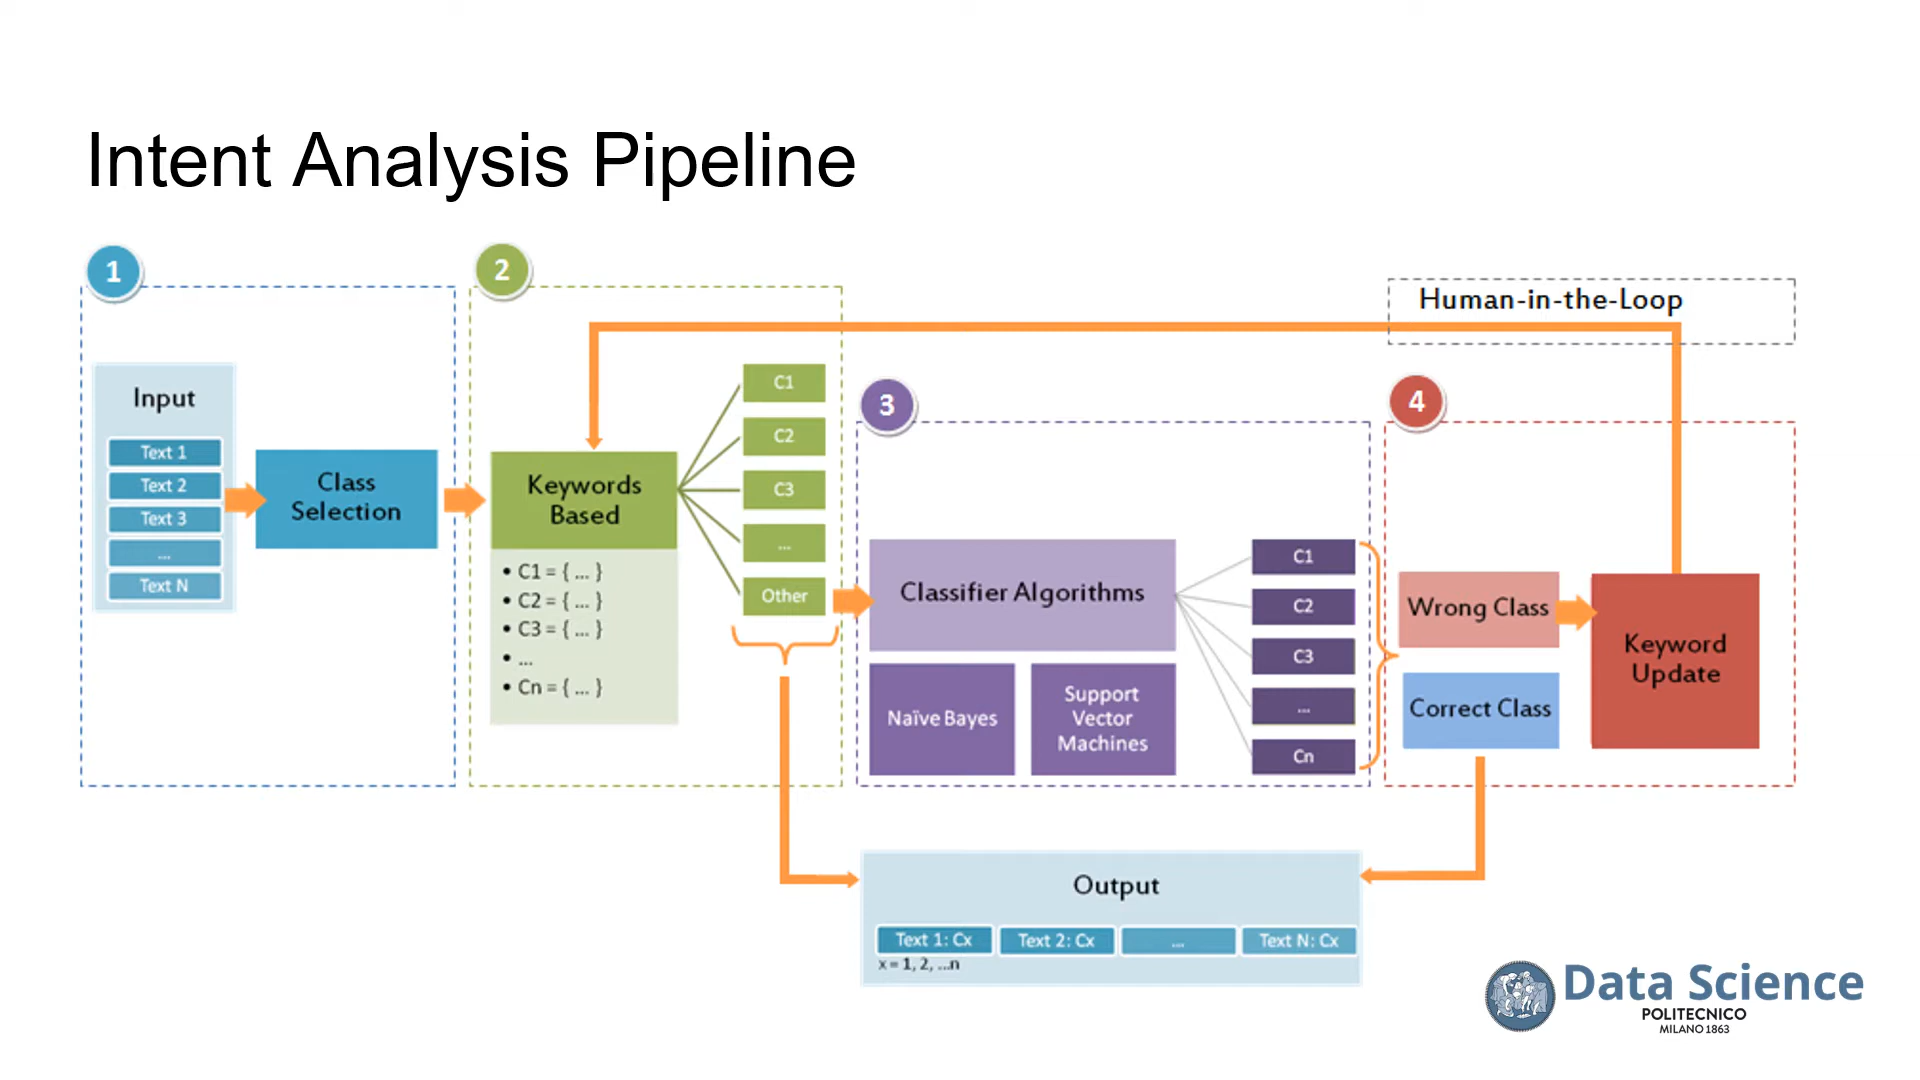 Intent Analysis Pipeline
1
Input
Text 1
Text 2
Text 3
...
Text N
Class
Selection
2
Keywords
Based
• C1 = { ... }
• C2 = { ... }
• C3 = { ... }
• ...
• Cn = { ... }
C1
C2
C3
...
Other
3
Classifier Algorithms
Naïve Bayes
Support
Vector
Machines
C1
C2
C3
...
Cn
Human-in-the-Loop
4
Wrong Class
Correct Class
Keyword
Update
Output
Text 1: Cx
Text 2: Cx
...
Text N: Cx
x = 1, 2, ...n
Data Science
POLITECNICO
MILANO 1863